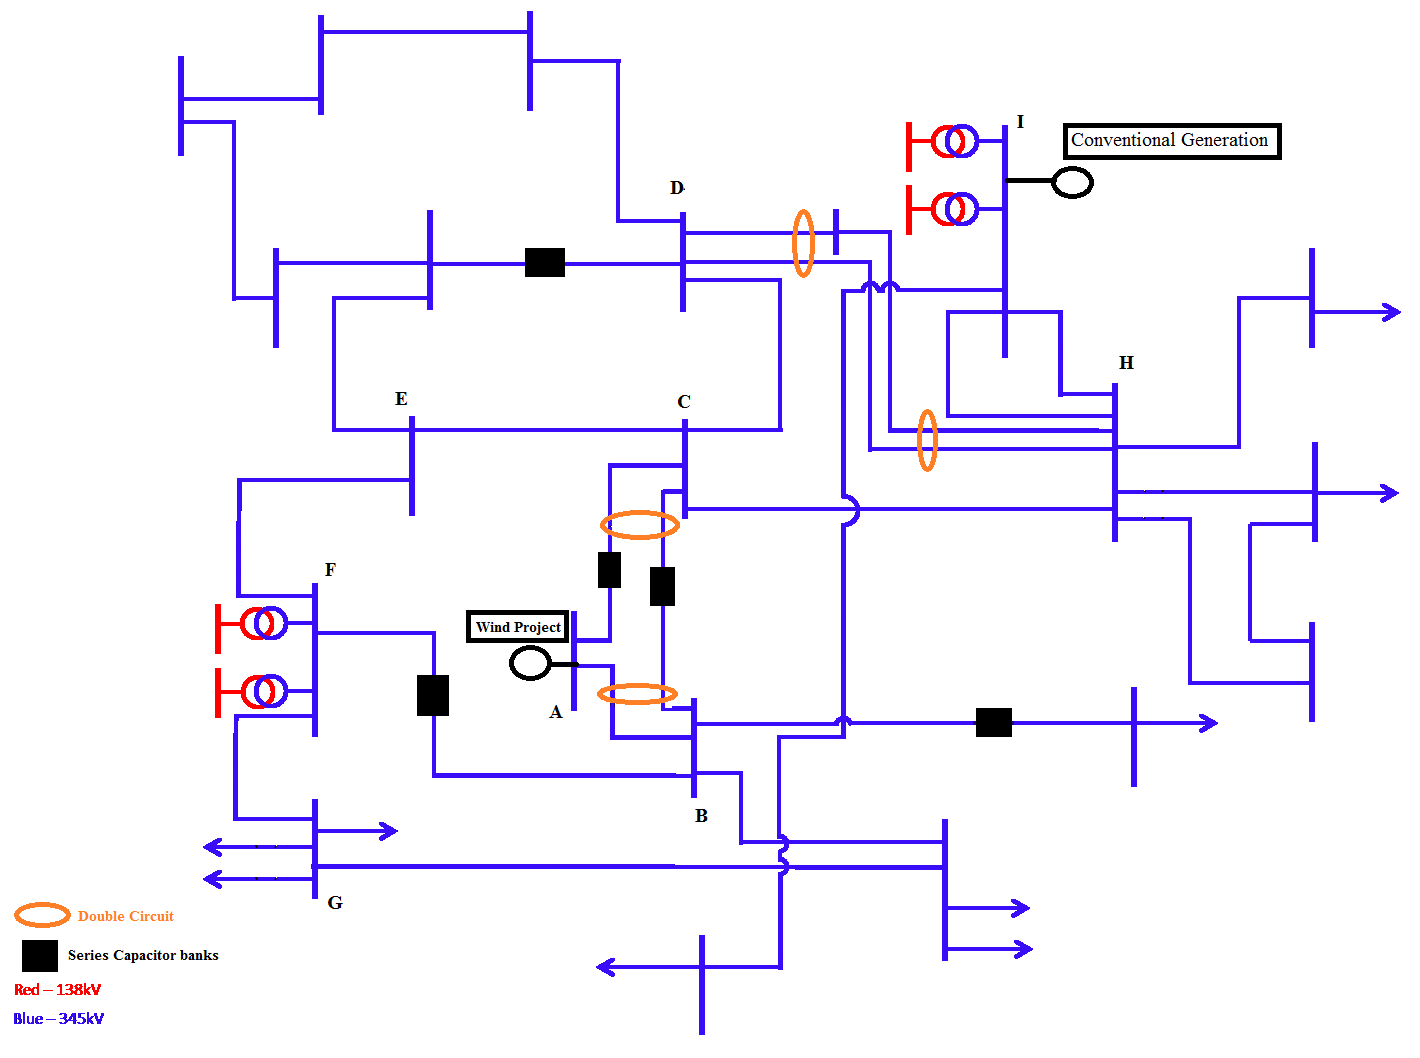 I
Conventional Generation
D
H
E
C
F
Wind Project
A
B
G
Double Circuit
Series Capacitor banks
Red – 138kV
Blue – 345kV